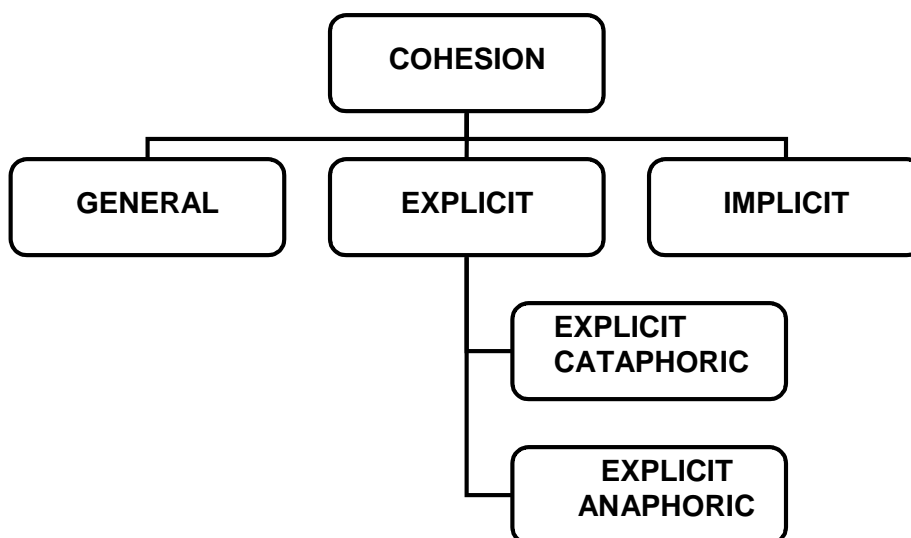 COHESION
GENERAL
EXPLICIT
IMPLICIT
EXPLICIT
CATAPHORIC
EXPLICIT
ANAPHORIC